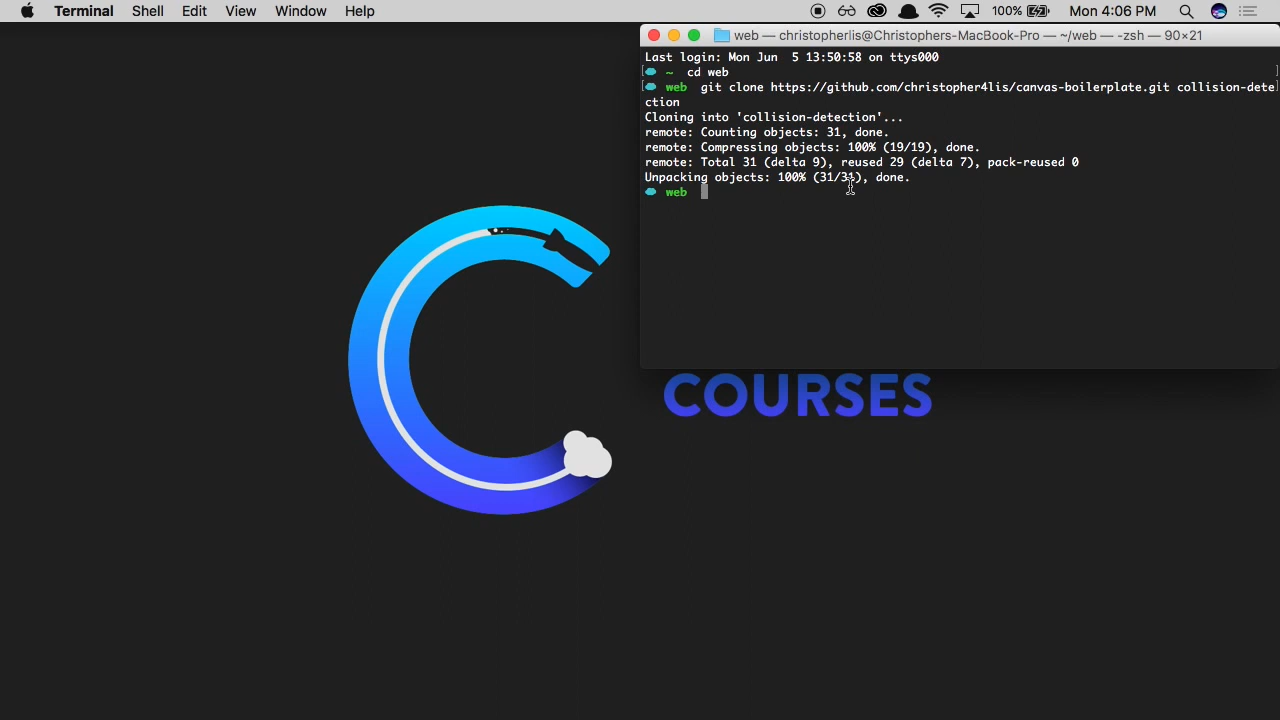 Terminal Shell Edit View Window Help 100% Mon 4:06 PM
web — christopherlis@Christophers-MacBook-Pro — ~/web — -zsh — 90×21
Last login: Mon Jun  5 13:50:58 on ttys000
~ cd web
web git clone https://github.com/christopher4lis/canvas-boilerplate.git collision-dete
ction
Cloning into 'collision-detection'...
remote: Counting objects: 31, done.
remote: Compressing objects: 100% (19/19), done.
remote: Total 31 (delta 9), reused 29 (delta 7), pack-reused 0
Unpacking objects: 100% (31/31), done.
web
COURSES